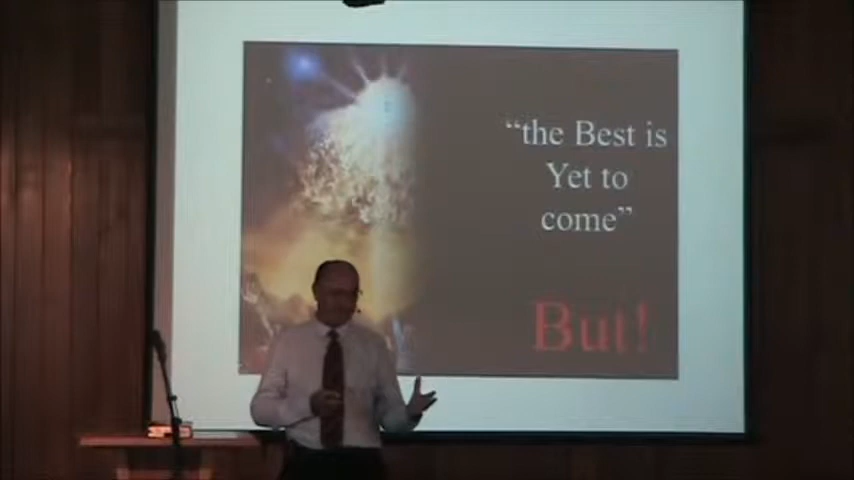 “the Best is
Yet to
come”
But!